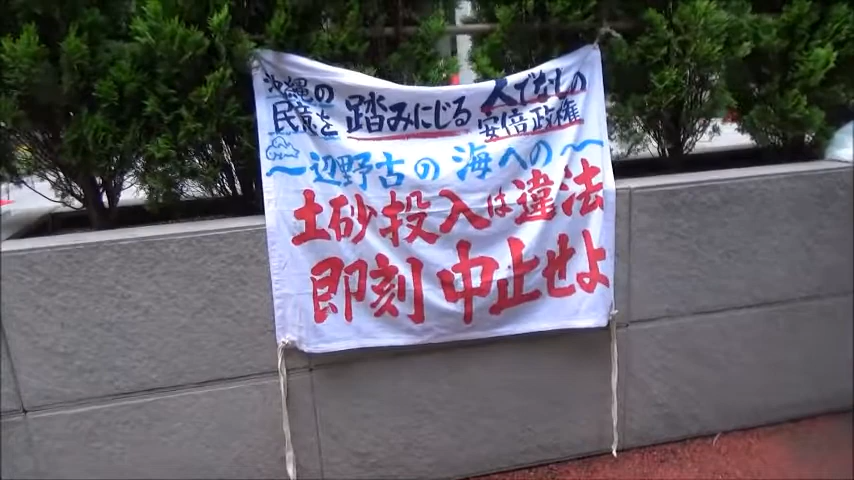 沖縄の民意を踏みにじる人でなし安倍政権
〜辺野古の海への〜
土砂投入は違法
即刻中止せよ